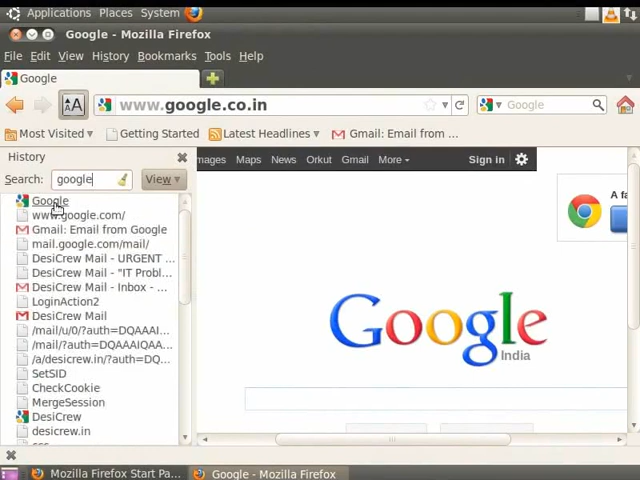 Applications Places System
Google - Mozilla Firefox
File Edit View History Bookmarks Tools Help
Google
www.google.co.in
Google
Most Visited Getting Started Latest Headlines Gmail: Email from ...
History
Search: google View
mages Maps News Orkut Gmail More Sign in
Google
www.google.com/
Gmail: Email from Google
mail.google.com/mail/
DesiCrew Mail - URGENT ...
DesiCrew Mail - "IT Probl...
DesiCrew Mail - Inbox - ...
LoginAction2
DesiCrew Mail
/mail/u/0/?auth=DQAAAI...
/mail/?auth=DQAAAIQAA...
/a/desicrew.in/?auth=DQ...
SetSID
CheckCookie
MergeSession
DesiCrew
desicrew.in
A fa
Google
India
Mozilla Firefox Start Pa...
Google - Mozilla Firefox